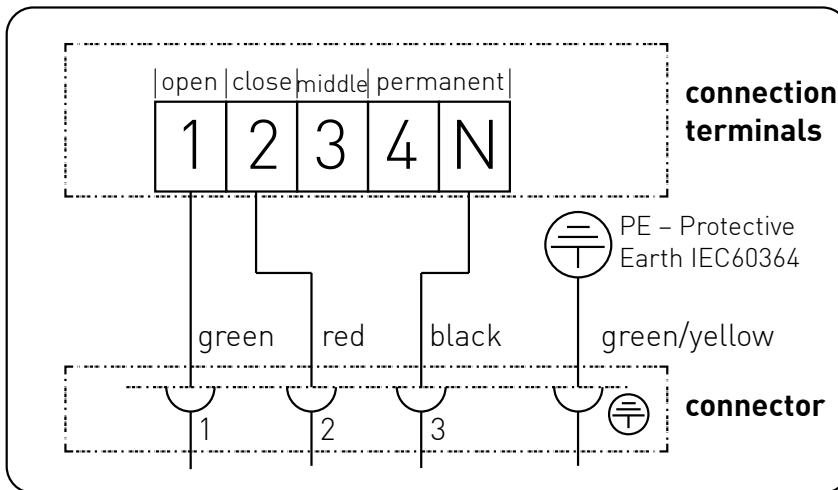 open close middle permanent
1 2 3 4 N
connection
terminals
PE – Protective
Earth IEC60364
green red black green/yellow
connector
1 2 3